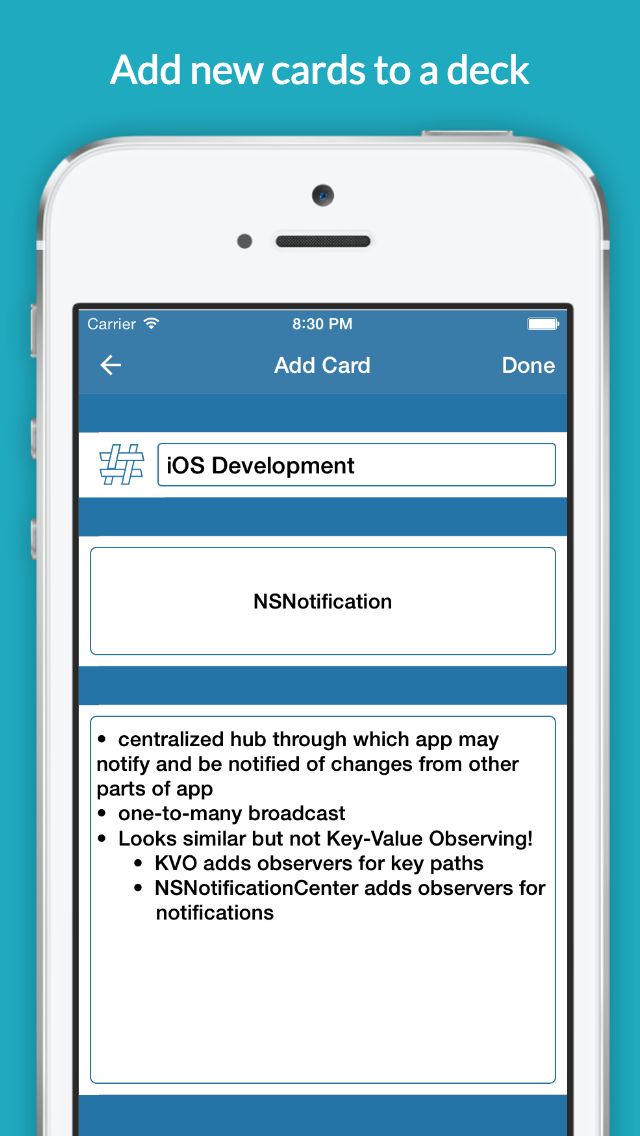 Add new cards to a deck
Carrier 8:30 PM
Add Card Done
iOS Development
NSNotification
• centralized hub through which app may
notify and be notified of changes from other
parts of app
• one-to-many broadcast
• Looks similar but not Key-Value Observing!
• KVO adds observers for key paths
• NSNotificationCenter adds observers for
notifications